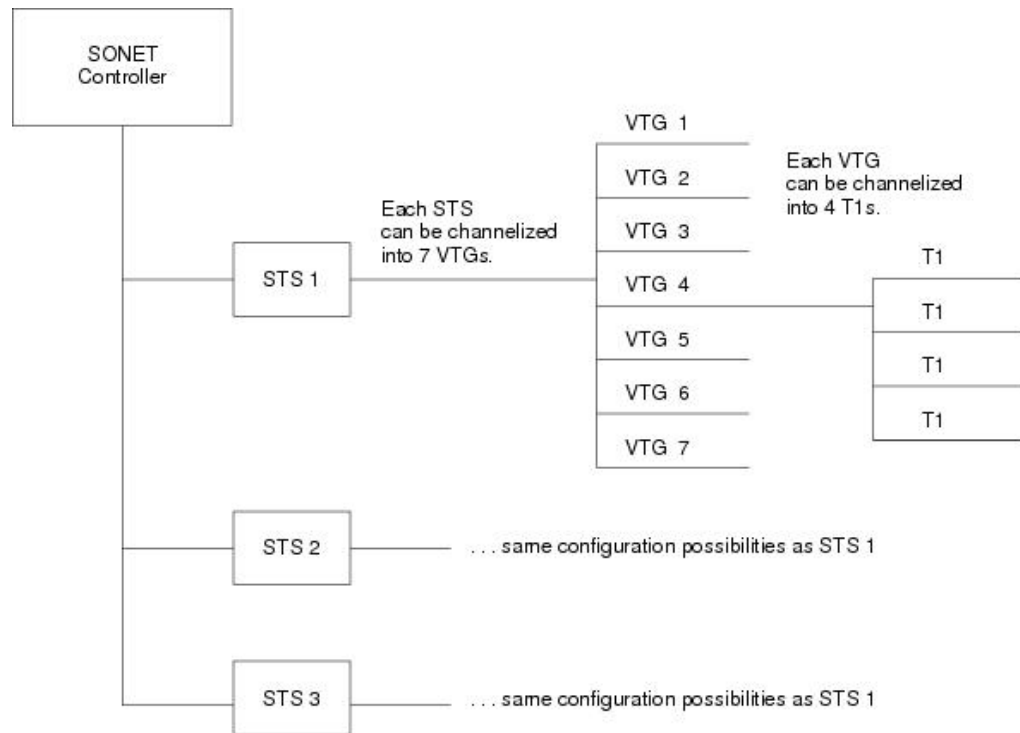 SONET
Controller
VTG 1
VTG 2
VTG 3
VTG 4
VTG 5
VTG 6
VTG 7
Each VTG
can be channelized
into 4 T1s.
Each STS
can be channelized
into 7 VTGs.
STS 1
T1
T1
T1
T1
STS 2
. . . same configuration possibilities as STS 1
STS 3
. . . same configuration possibilities as STS 1